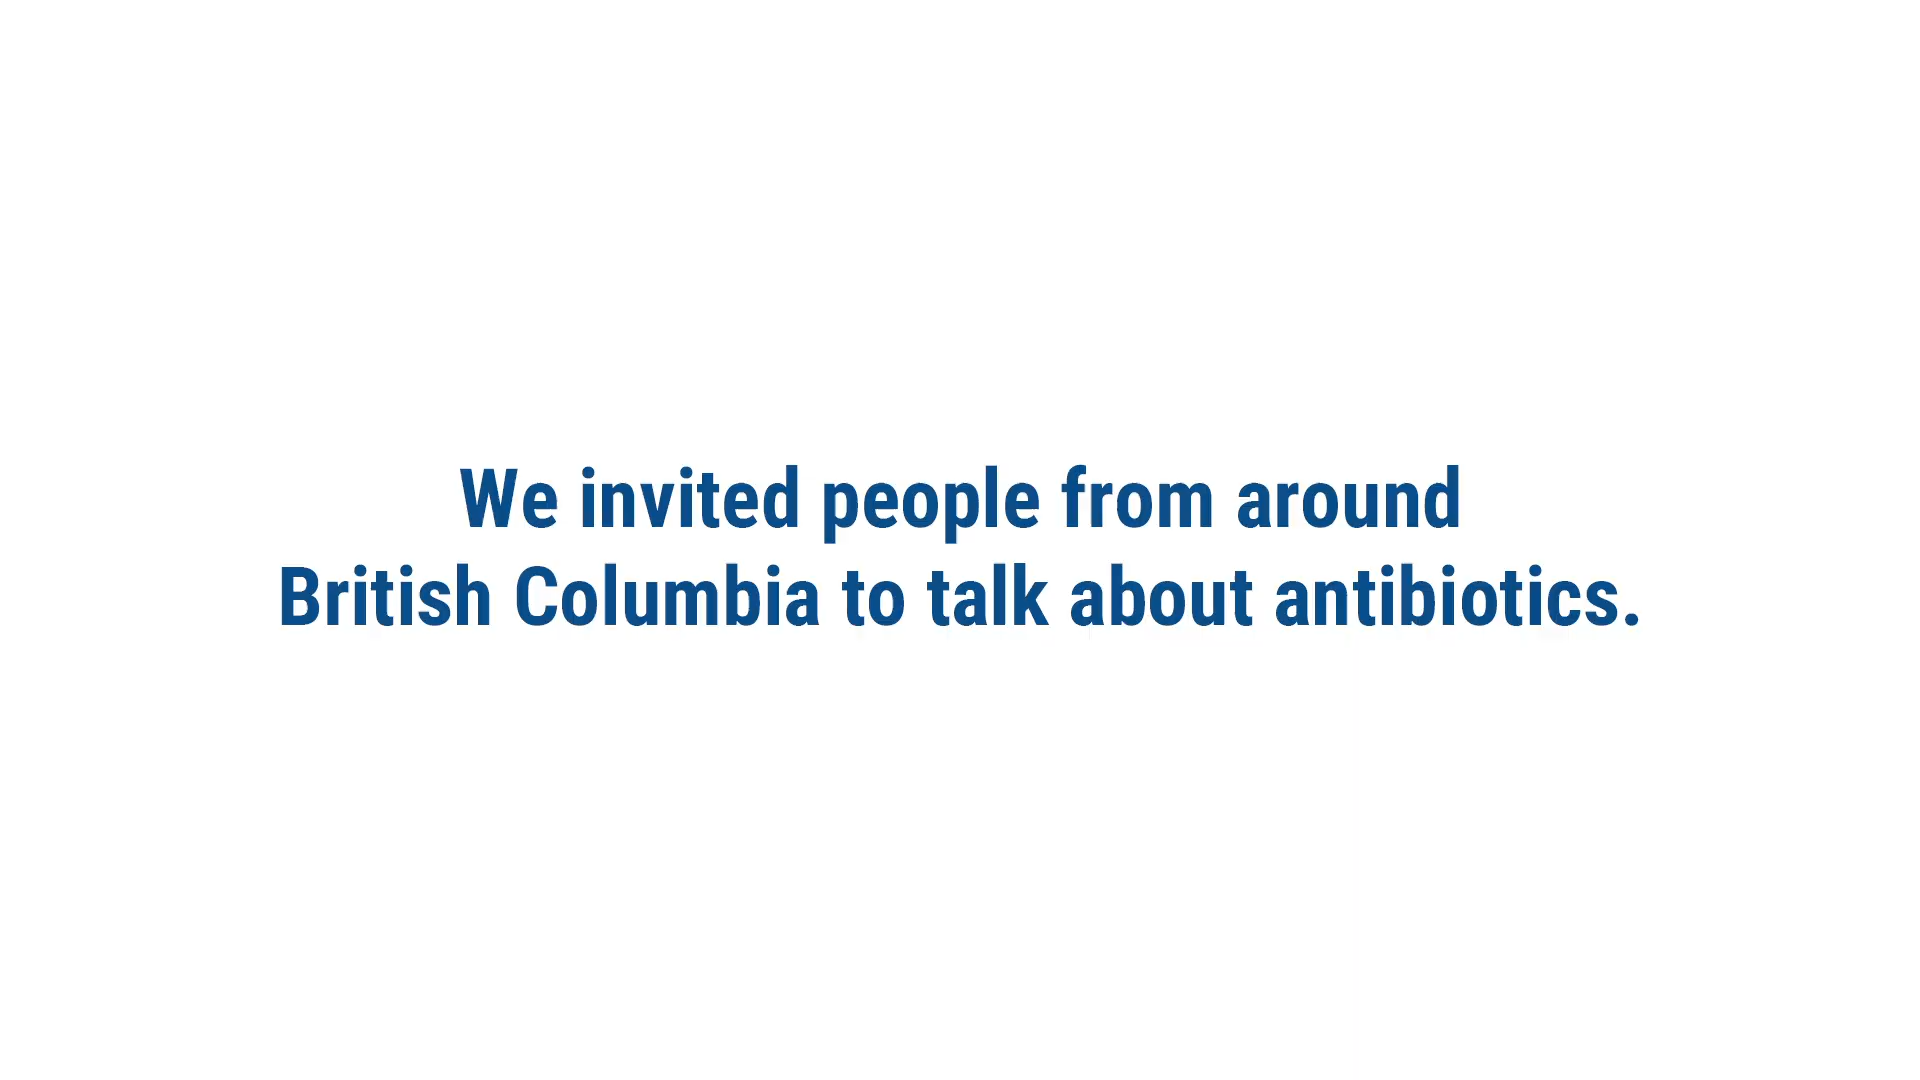 We invited people from around
British Columbia to talk about antibiotics.